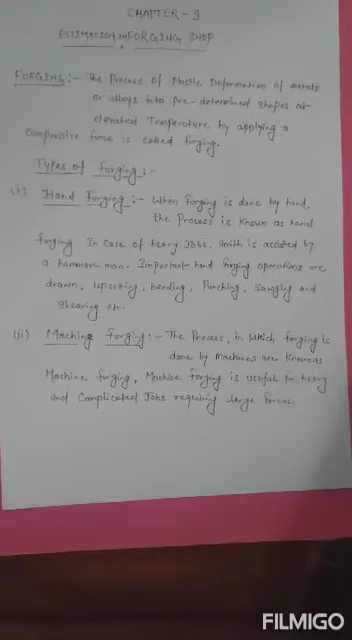 CHAPTER - 9
ESTIMATION IN FORGING SHOP
FORGING :- The Process of Plastic Deformation of metals
or alloys into Pre-determined shapes at
elevated Temperature by applying a
Compressive force is called forging.
Types of forging :-
(i) Hand forging :- When forging is done by hand,
the Process is known as hand
forging In case of heavy Jobs, smith is assisted by
a hammer man. Important hand forging operations are
drawn, upsetting, bending, Punching, Swaging and
shearing etc.
(ii) Machine forging :- The Process, in which forging is
done by machines are known as
Machine forging, Machine forging is useful for heavy
and Complicated Jobs requiring large forces.
FILMIGO